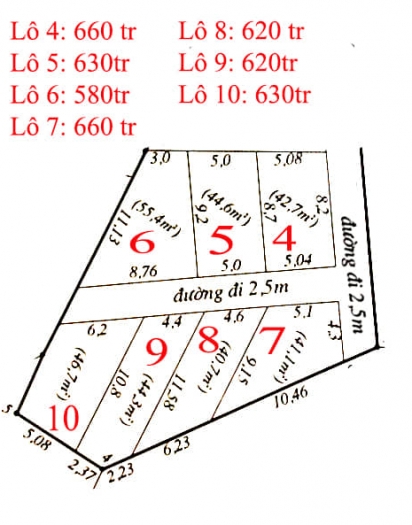 Lô 4: 660 tr Lô 8: 620 tr
Lô 5: 630tr Lô 9: 620tr
Lô 6: 580tr Lô 10: 630tr
Lô 7: 660 tr
3,0 5,0 5,08
11,13 (55,4m²) 9,2 (44,6m²) 8,7 (42,7m²) 8,2
6 5 4
8,76 5,0 5,04
đường đi 2,5m
đường đi 2,5m
6,2 4,4 4,6 5,1 4,3
(46,7m²) 10,8 (44,3m²) 11,58 (40,7m²) 9,15 (41,1m²)
10 9 8 7
5 5,08 2,37 4 2,23 6,23 10,46